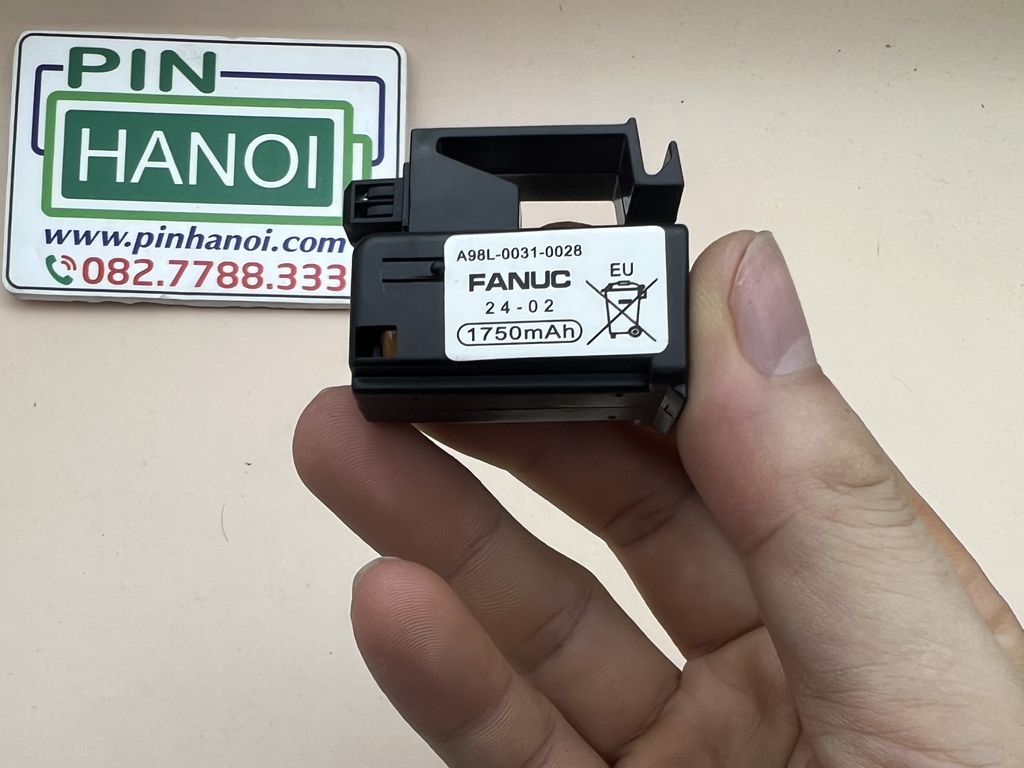 PIN
HANOI
www.pinhanoi.com
082.7788.333
A98L-0031-0028
FANUC
EU
24-02
1750mAh